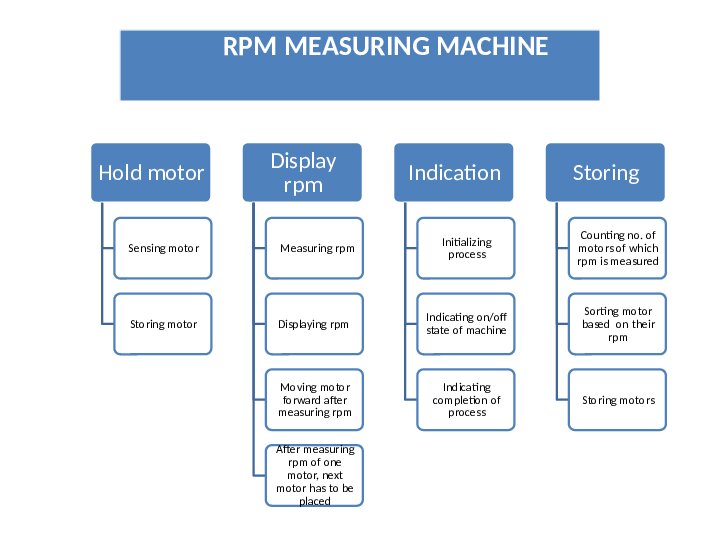 RPM MEASURING MACHINE
Hold motor
Sensing motor
Storing motor
Display
rpm
Measuring rpm
Displaying rpm
Moving motor
forward after
measuring rpm
After measuring
rpm of one
motor, next
motor has to be
placed
Indication
Initializing
process
Indicating on/off
state of machine
Indicating
completion of
process
Storing
Counting no. of
motors of which
rpm is measured
Sorting motor
based on their
rpm
Storing motors